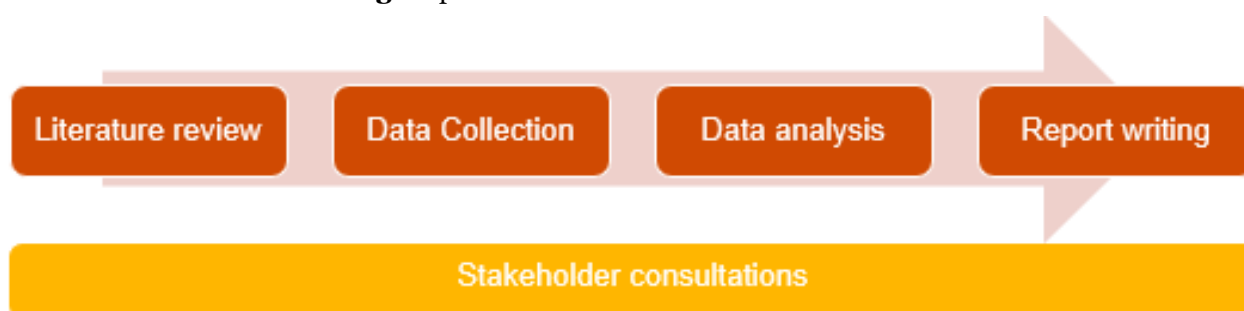 Literature review
Data Collection
Data analysis
Report writing
Stakeholder consultations